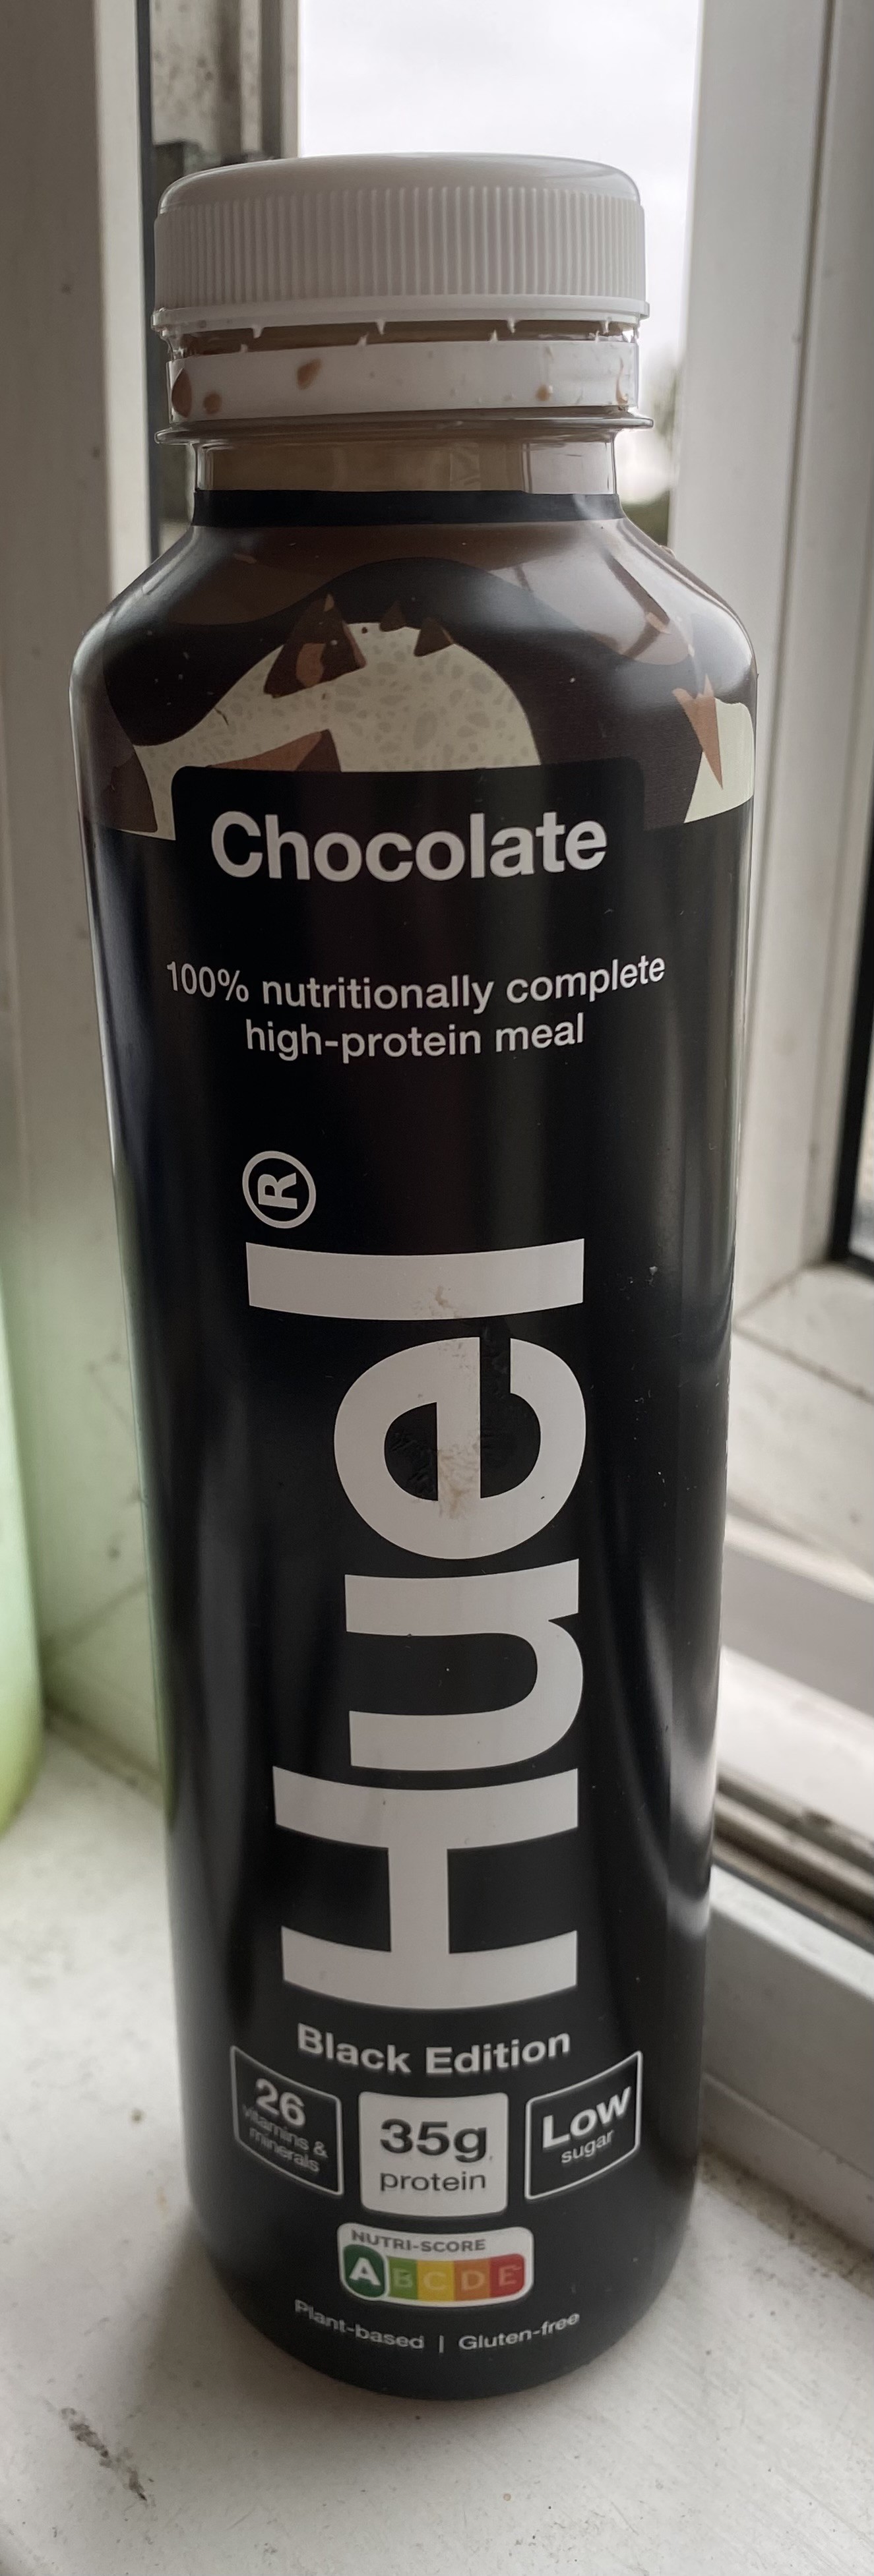 Chocolate
100% nutritionally complete
high-protein meal
Huel®
Black Edition
26
vitamins &
minerals
35g
protein
Low
sugar
NUTRI-SCORE
A B C D E
Plant-based | Gluten-free